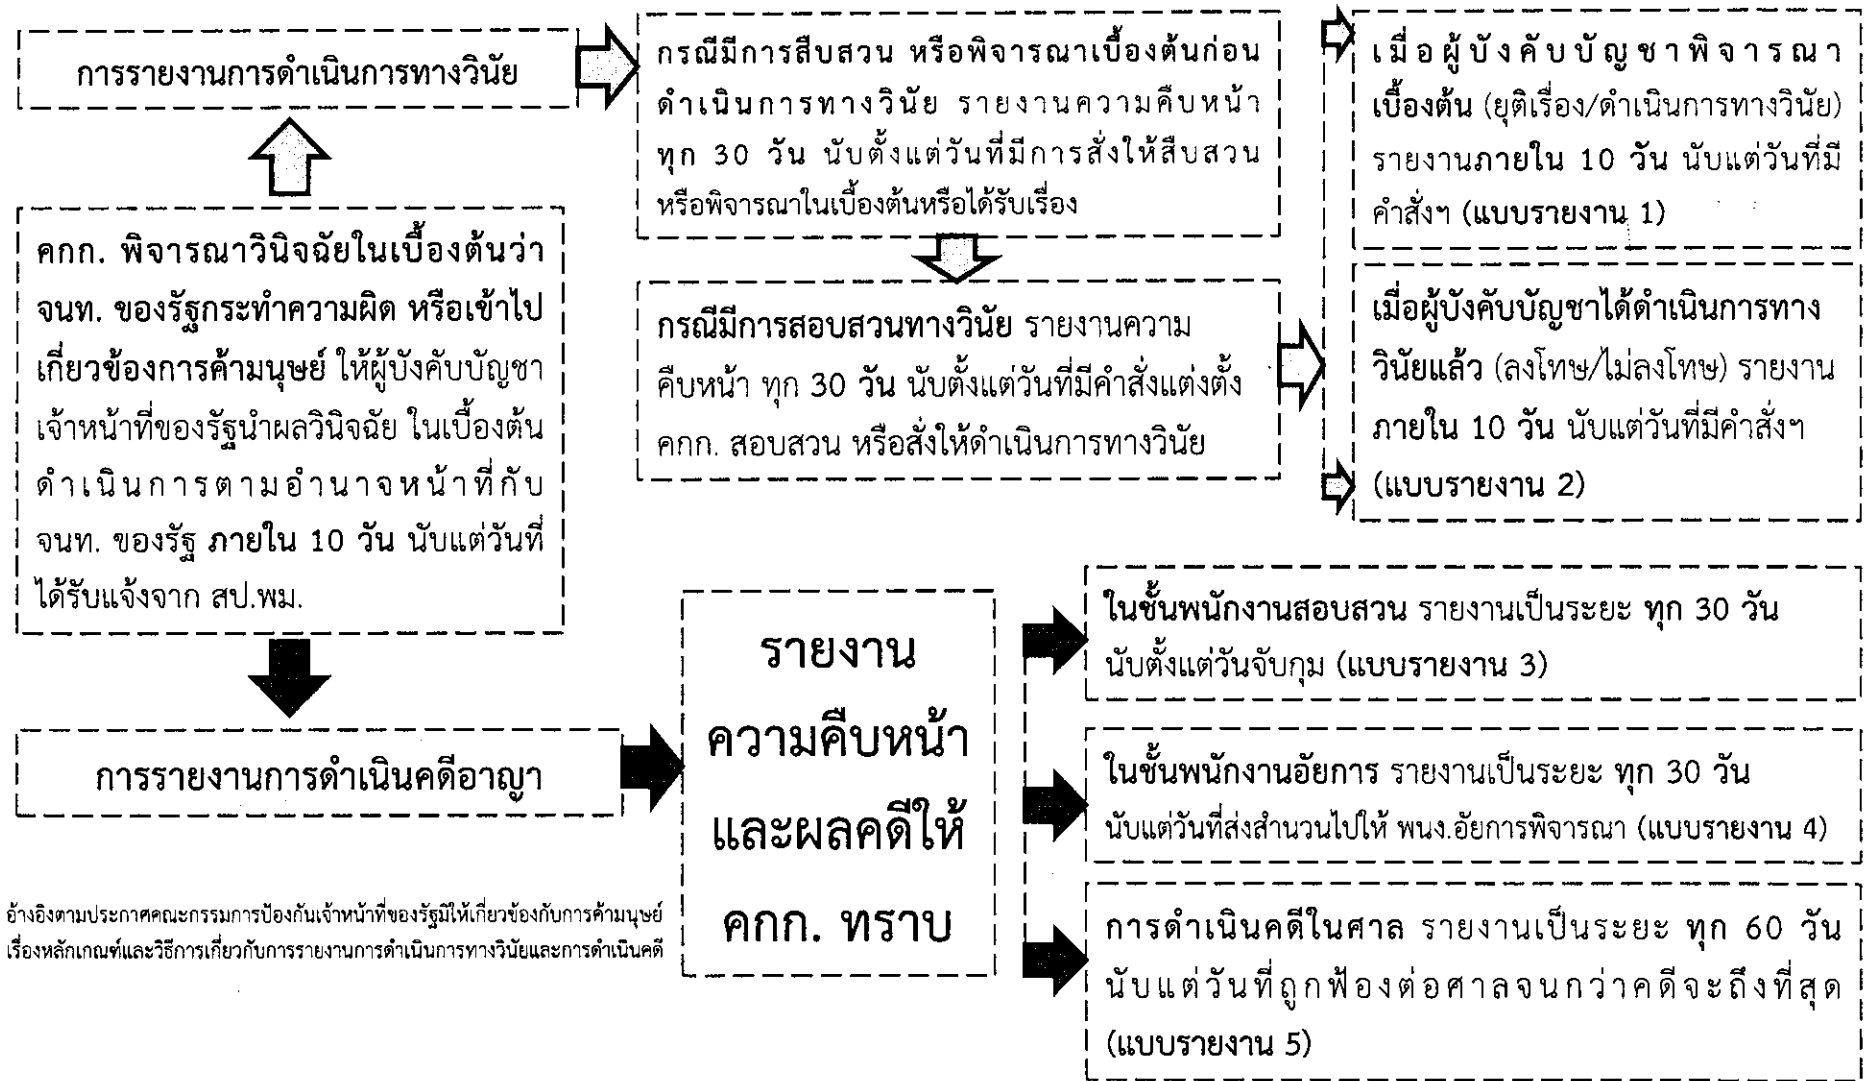 การรายงานการดำเนินการทางวินัย
กรณีมีการสืบสวน หรือพิจารณาเบื้องต้นก่อน
ดำเนินการทางวินัย รายงานความคืบหน้า
ทุก 30 วัน นับตั้งแต่วันที่มีการสั่งให้สืบสวน
หรือพิจารณาในเบื้องต้นหรือได้รับเรื่อง
เมื่อผู้บังคับบัญชาพิจารณา
เบื้องต้น (ยุติเรื่อง/ดำเนินการทางวินัย)
รายงานภายใน 10 วัน นับแต่วันที่มี
คำสั่งฯ (แบบรายงาน 1)
คกก. พิจารณาวินิจฉัยในเบื้องต้นว่า
จนท. ของรัฐกระทำความผิด หรือเข้าไป
เกี่ยวข้องการค้ามนุษย์ ให้ผู้บังคับบัญชา
เจ้าหน้าที่ของรัฐนำผลวินิจฉัย ในเบื้องต้น
ดำเนินการตามอำนาจหน้าที่กับ
จนท. ของรัฐ ภายใน 10 วัน นับแต่วันที่
ได้รับแจ้งจาก สป.พม.
กรณีมีการสอบสวนทางวินัย รายงานความ
คืบหน้า ทุก 30 วัน นับตั้งแต่วันที่มีคำสั่งแต่งตั้ง
คกก. สอบสวน หรือสั่งให้ดำเนินการทางวินัย
เมื่อผู้บังคับบัญชาได้ดำเนินการทาง
วินัยแล้ว (ลงโทษ/ไม่ลงโทษ) รายงาน
ภายใน 10 วัน นับแต่วันที่มีคำสั่งฯ
(แบบรายงาน 2)
การรายงานการดำเนินคดีอาญา
รายงาน
ความคืบหน้า
และผลคดีให้
คกก. ทราบ
ในชั้นพนักงานสอบสวน รายงานเป็นระยะ ทุก 30 วัน
นับตั้งแต่วันจับกุม (แบบรายงาน 3)
ในชั้นพนักงานอัยการ รายงานเป็นระยะ ทุก 30 วัน
นับแต่วันที่ส่งสำนวนไปให้ พนง.อัยการพิจารณา (แบบรายงาน 4)
การดำเนินคดีในศาล รายงานเป็นระยะ ทุก 60 วัน
นับแต่วันที่ถูกฟ้องต่อศาลจนกว่าคดีจะถึงที่สุด
(แบบรายงาน 5)
อ้างอิงตามประกาศคณะกรรมการป้องกันเจ้าหน้าที่ของรัฐมิให้เกี่ยวข้องกับการค้ามนุษย์
เรื่องหลักเกณฑ์และวิธีการเกี่ยวกับการรายงานการดำเนินการทางวินัยและการดำเนินคดี